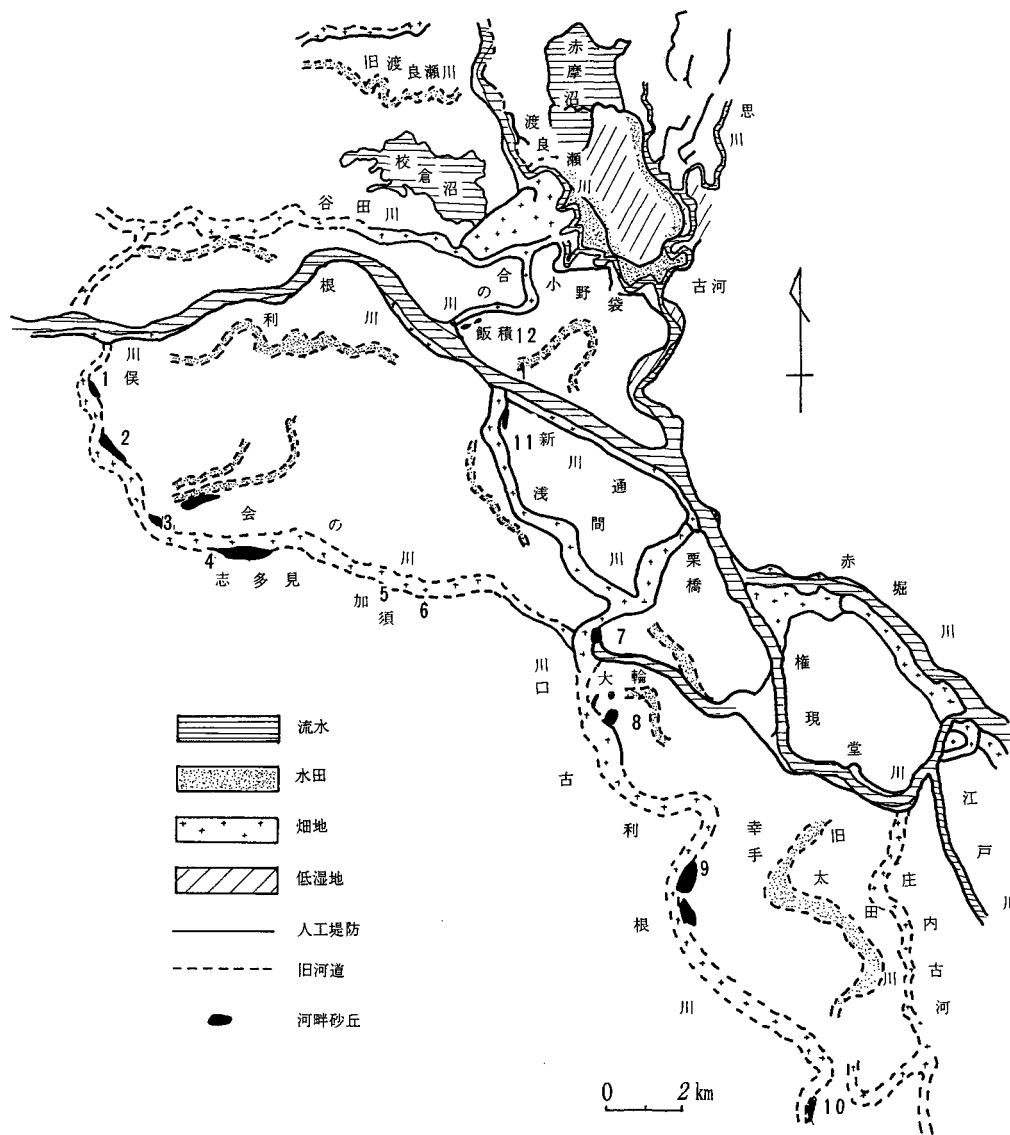 旧渡良瀬川
赤摩沼
思川
渡良瀬川
校倉沼
谷田川
合の川
小野袋
古河
利根川
飯積 12
川俣
1
2
3
4
志多見
会の川
5
6
加須
11
新川通
浅間川
栗橋
7
川口
大輪
8
赤堀川
権現堂川
江戸川
古利根川
幸手
旧太田川
庄内古河
9
10
流水
水田
畑地
低湿地
人工堤防
旧河道
河畔砂丘
0 2 km